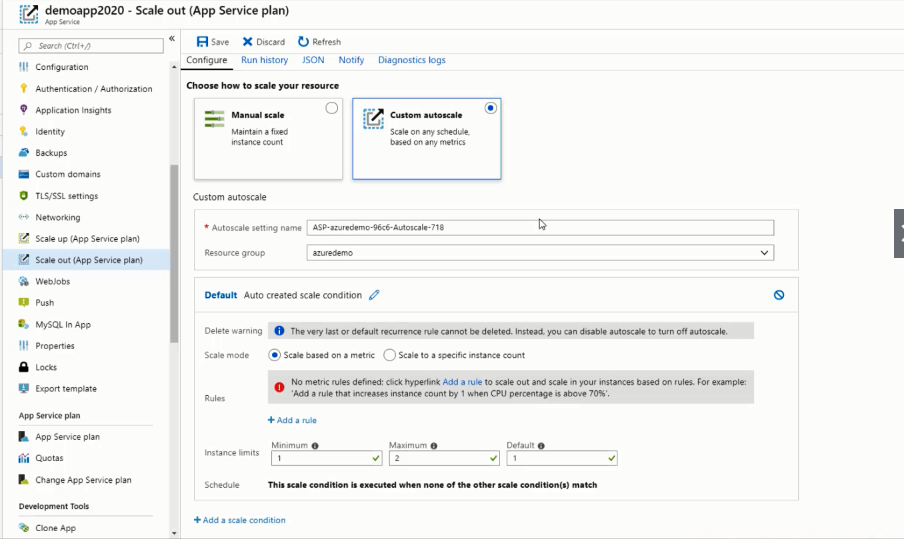 demoapp2020 - Scale out (App Service plan)
App Service
Search (Ctrl+/)
«
Configuration
Authentication / Authorization
Application Insights
Identity
Backups
Custom domains
TLS/SSL settings
Networking
Scale up (App Service plan)
Scale out (App Service plan)
WebJobs
Push
MySQL In App
Properties
Locks
Export template
App Service plan
App Service plan
Quotas
Change App Service plan
Development Tools
Clone App
Save Discard Refresh
Configure Run history JSON Notify Diagnostics logs
Choose how to scale your resource
Manual scale
Maintain a fixed
instance count
Custom autoscale
Scale on any schedule,
based on any metrics
Custom autoscale
* Autoscale setting name ASP-azuredemo-96c6-Autoscale-718
Resource group azuredemo
Default Auto created scale condition
Delete warning The very last or default recurrence rule cannot be deleted. Instead, you can disable autoscale to turn off autoscale.
Scale mode Scale based on a metric Scale to a specific instance count
Rules
No metric rules defined; click hyperlink Add a rule to scale out and scale in your instances based on rules. For example:
'Add a rule that increases instance count by 1 when CPU percentage is above 70%'.
+ Add a rule
Instance limits
Minimum Maximum Default
1 2 1
Schedule This scale condition is executed when none of the other scale condition(s) match
+ Add a scale condition